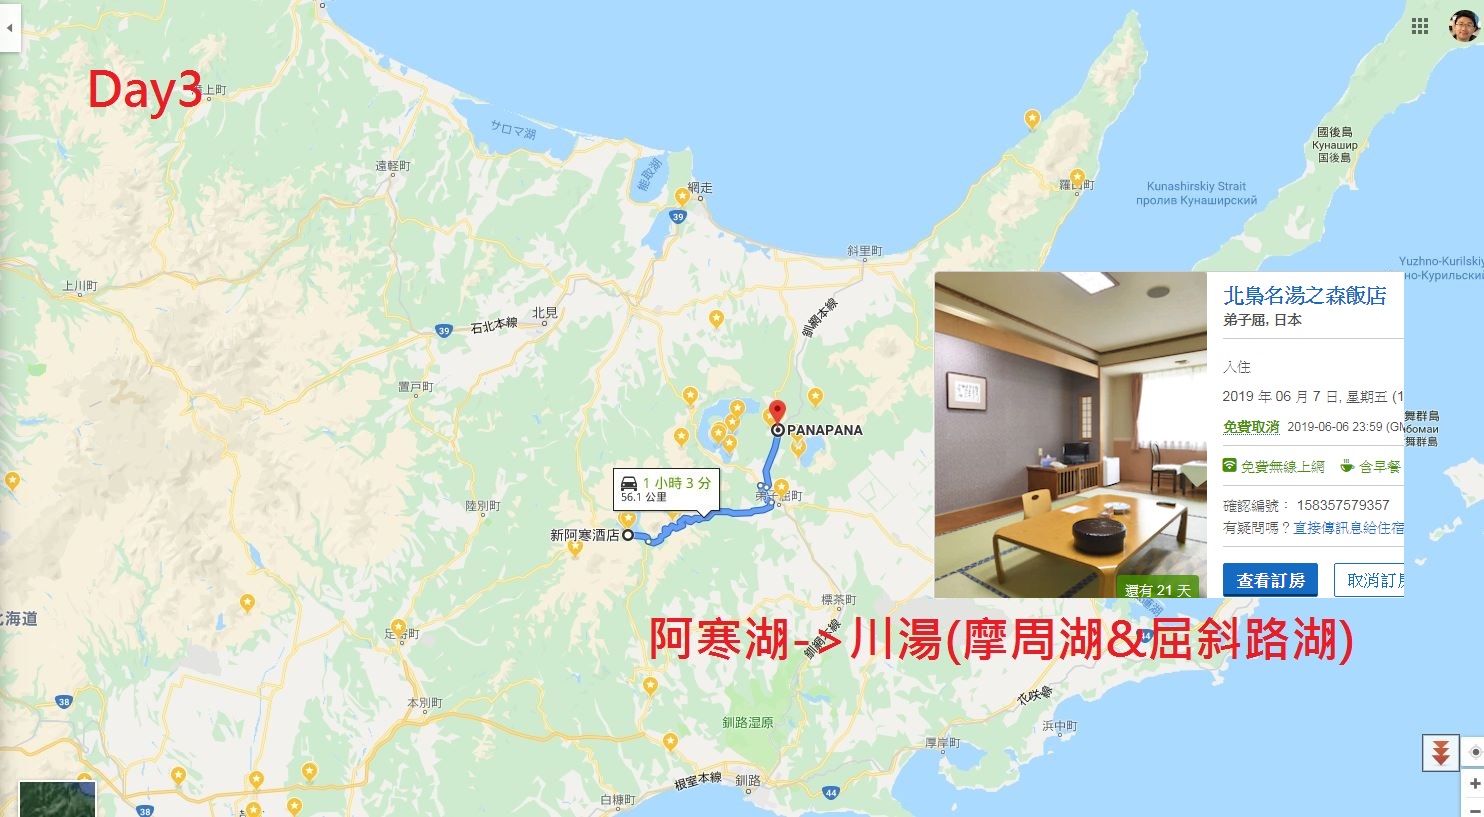 Day3
滝上町
サロマ湖
遠軽町
能取湖
網走
39
羅臼町
國後島
Кунашир
国後島
Kunashirskiy Strait
пролив Кунаширский
斜里町
Yuzhno-Kurilskiy
но-Курильский
上川町
北見
39
石北本線
釧網本線
置戸町
北梟名湯之森飯店
弟子屈, 日本
入住
2019 年 06 月 7 日, 星期五 (1
免費取消 2019-06-06 23:59 (GM
免費無線上網 含早餐
確認編號： 158357579357
有疑問嗎？直接傳訊息給住宿
查看訂房
取消訂房
還有 21 天
舞群島
бомаи
舞群島
PANAPANA
1 小時 3 分
56.1 公里
弟子屈町
陸別町
新阿寒酒店
標茶町
北海道
足寄町
阿寒湖->川湯(摩周湖&屈斜路湖)
釧網本線
44
38
本別町
釧路湿原
花咲線
浜中町
厚岸町
根室本線
釧路
44
白糠町
38